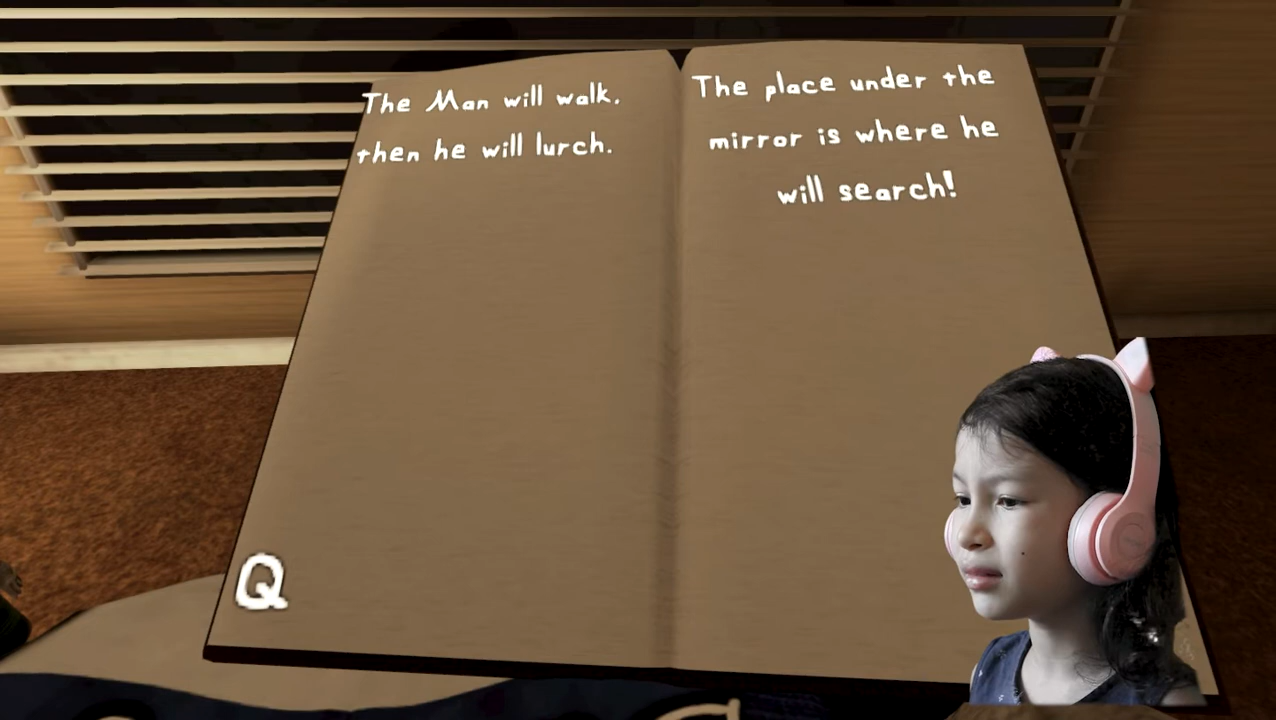 The Man will walk.
then he will lurch.
The place under the
mirror is where he
will search!
Q